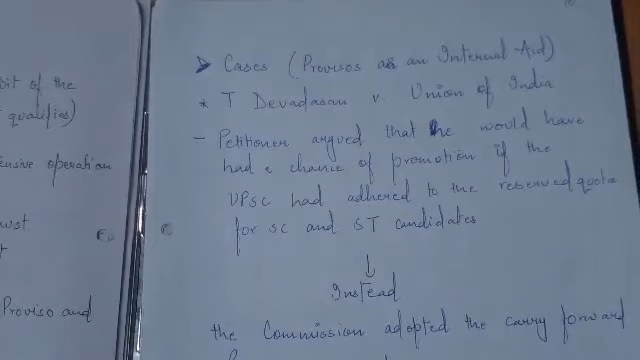 bit of the
qualifies)
ensive operation
Proviso and
➤ Cases (Provisos as an Internal Aid)
* T Devadasan v. Union of India
- Petitioner argued that he would have
had a chance of promotion if the
UPSC had adhered to the reserved quota
for SC and ST candidates
↓
Instead
the Commission adopted the carry forward